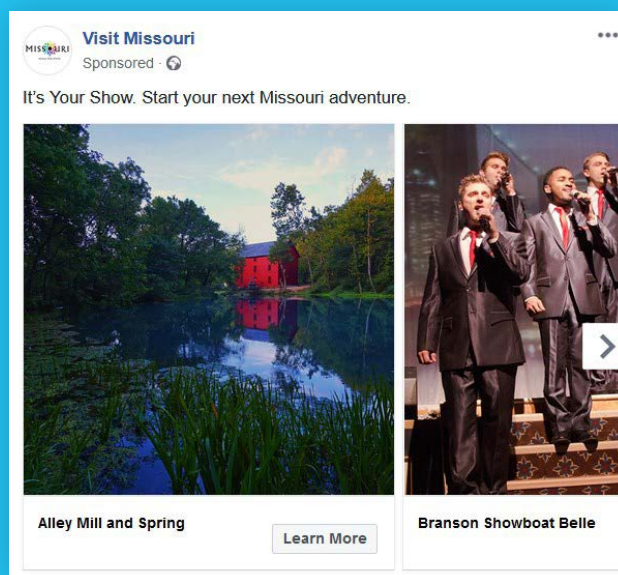 MISSOURI
Visit Missouri
Sponsored ·
It's Your Show. Start your next Missouri adventure.
Alley Mill and Spring
Learn More
Branson Showboat Belle